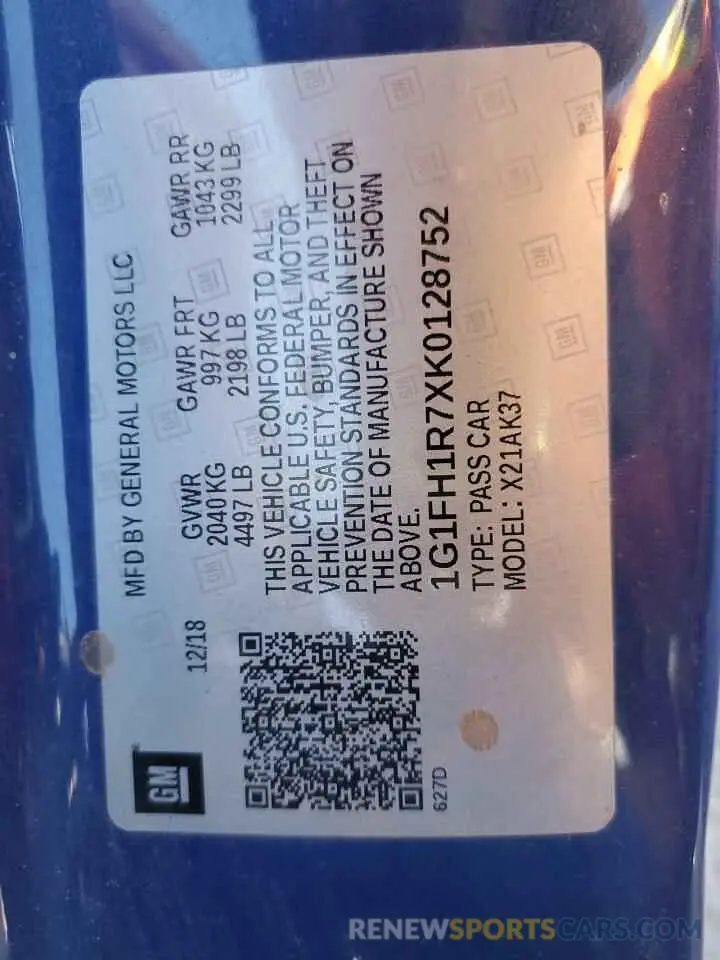 GM
MFD BY GENERAL MOTORS LLC
12/18
GVWR GAWR FRT GAWR RR
2040 KG 997 KG 1043 KG
4497 LB 2198 LB 2299 LB
THIS VEHICLE CONFORMS TO ALL
APPLICABLE U.S. FEDERAL MOTOR
VEHICLE SAFETY, BUMPER, AND THEFT
PREVENTION STANDARDS IN EFFECT ON
THE DATE OF MANUFACTURE SHOWN
ABOVE.
1G1FH1R7XK0128752
TYPE: PASS CAR
MODEL: X21AK37
627D
RENEWSPORTSCARS.COM